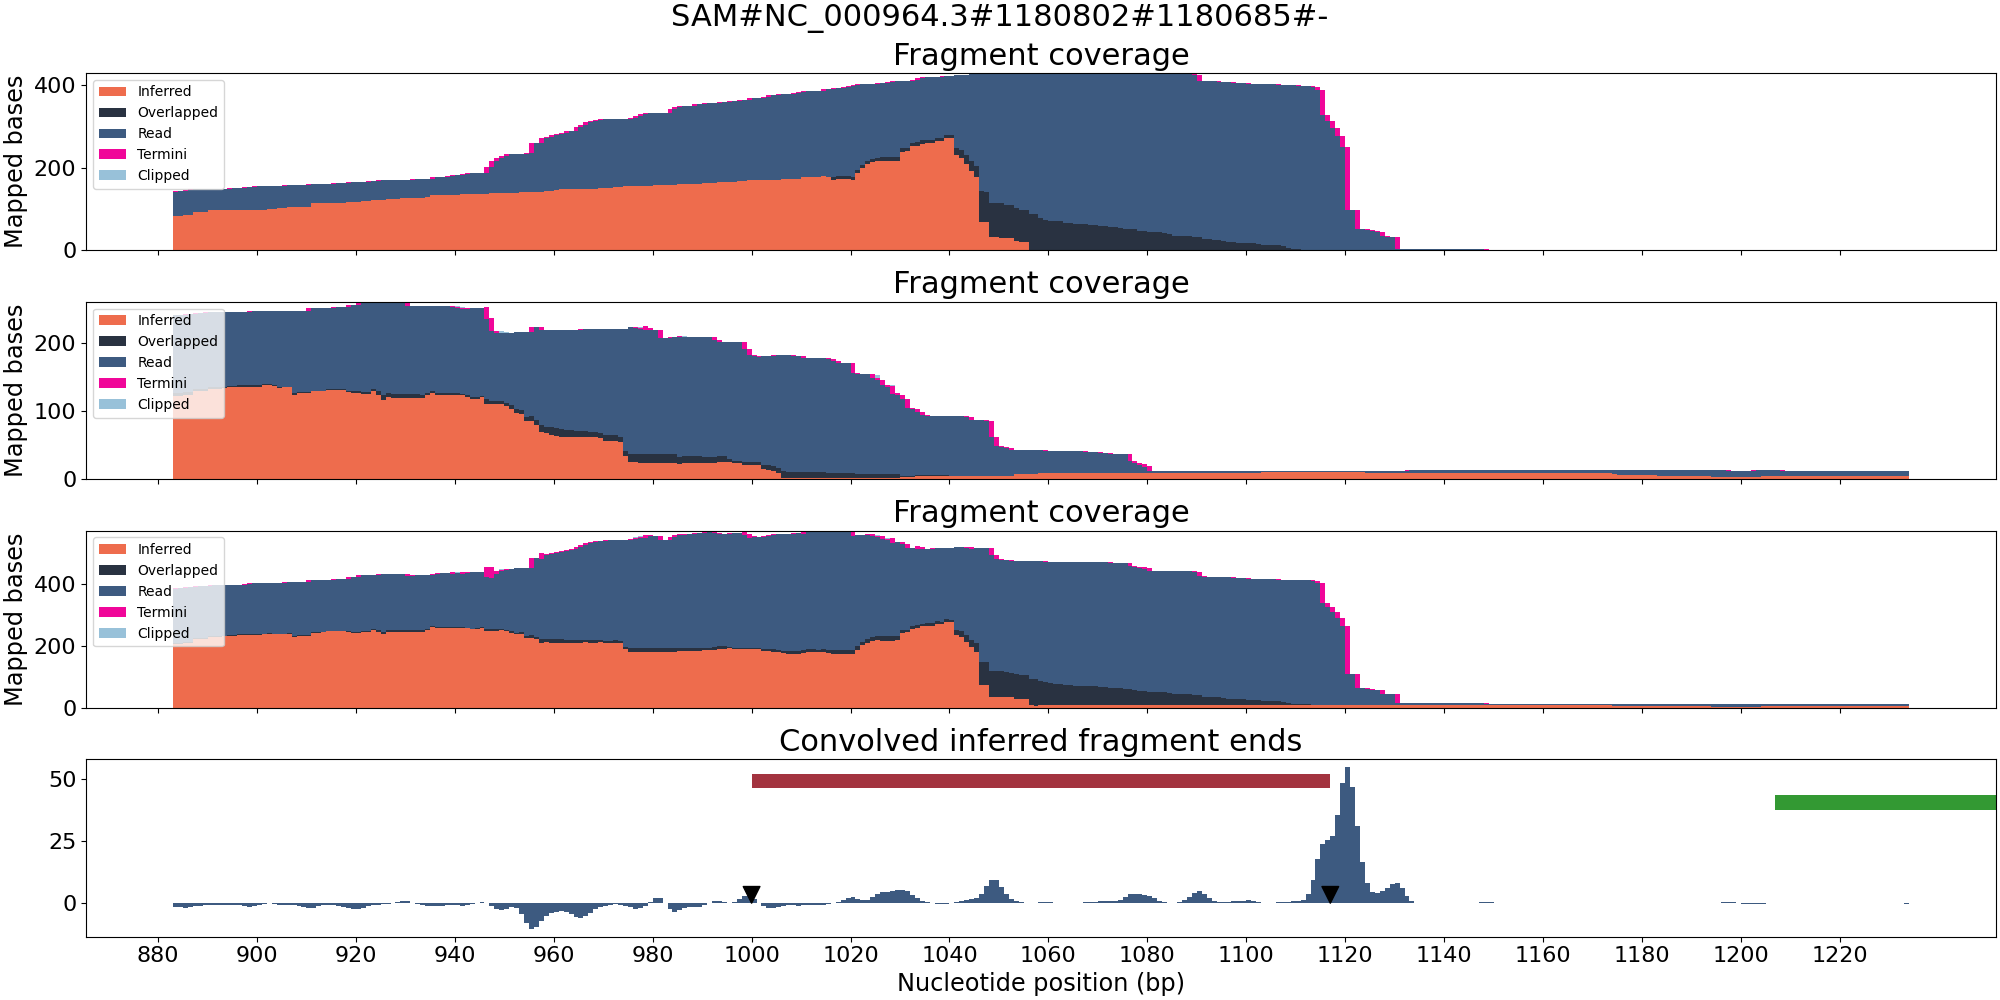 SAM#NC_000964.3#1180802#1180685#-
Fragment coverage
Mapped bases
400
200
0
Inferred
Overlapped
Read
Termini
Clipped
Fragment coverage
Mapped bases
200
100
0
Inferred
Overlapped
Read
Termini
Clipped
Fragment coverage
Mapped bases
400
200
0
Inferred
Overlapped
Read
Termini
Clipped
Convolved inferred fragment ends
50
25
0
880 900 920 940 960 980 1000 1020 1040 1060 1080 1100 1120 1140 1160 1180 1200 1220
Nucleotide position (bp)